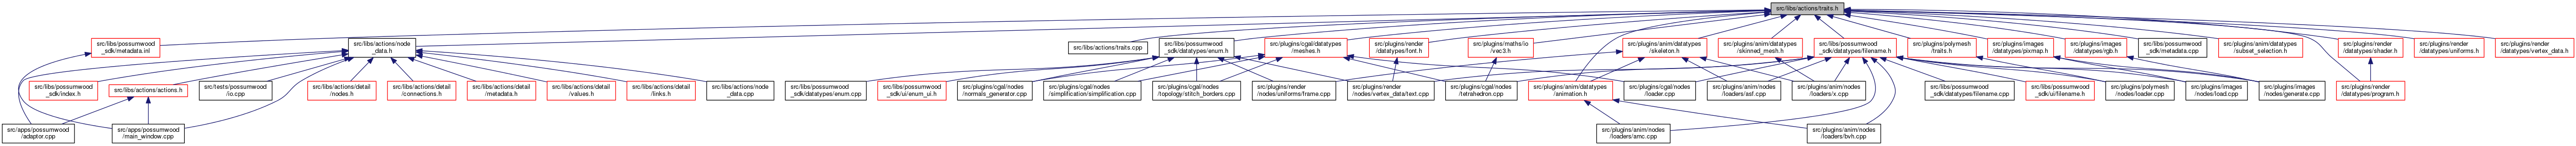 src/libs/actions/traits.h
src/libs/possumwood
_sdk/metadata.inl
src/libs/actions/node
_data.h
src/libs/actions/traits.cpp
src/libs/possumwood
_sdk/datatypes/enum.h
src/plugins/cgal/datatypes
/meshes.h
src/plugins/render
/datatypes/font.h
src/plugins/maths/io
/vec3.h
src/plugins/anim/datatypes
/skeleton.h
src/plugins/anim/datatypes
/skinned_mesh.h
src/libs/possumwood
_sdk/datatypes/filename.h
src/plugins/polymesh
/traits.h
src/plugins/images
/datatypes/pixmap.h
src/plugins/images
/datatypes/rgb.h
src/libs/possumwood
_sdk/metadata.cpp
src/plugins/anim/datatypes
/subset_selection.h
src/plugins/render
/datatypes/shader.h
src/plugins/render
/datatypes/uniforms.h
src/plugins/render
/datatypes/vertex_data.h
src/libs/possumwood
_sdk/index.h
src/libs/actions/actions.h
src/tests/possumwood
/io.cpp
src/libs/actions/detail
/nodes.h
src/libs/actions/detail
/connections.h
src/libs/actions/detail
/metadata.h
src/libs/actions/detail
/values.h
src/libs/actions/detail
/links.h
src/libs/actions/node
_data.cpp
src/libs/possumwood
_sdk/datatypes/enum.cpp
src/libs/possumwood
_sdk/ui/enum_ui.h
src/plugins/cgal/nodes
/normals_generator.cpp
src/plugins/cgal/nodes
/simplification/simplification.cpp
src/plugins/cgal/nodes
/topology/stitch_borders.cpp
src/plugins/render
/nodes/uniforms/frame.cpp
src/plugins/render
/nodes/vertex_data/text.cpp
src/plugins/cgal/nodes
/tetrahedron.cpp
src/plugins/anim/datatypes
/animation.h
src/plugins/cgal/nodes
/loader.cpp
src/plugins/anim/nodes
/loaders/asf.cpp
src/plugins/anim/nodes
/loaders/x.cpp
src/libs/possumwood
_sdk/datatypes/filename.cpp
src/libs/possumwood
_sdk/ui/filename.h
src/plugins/polymesh
/nodes/loader.cpp
src/plugins/images
/nodes/load.cpp
src/plugins/images
/nodes/generate.cpp
src/plugins/render
/datatypes/program.h
src/apps/possumwood
/adaptor.cpp
src/apps/possumwood
/main_window.cpp
src/plugins/anim/nodes
/loaders/amc.cpp
src/plugins/anim/nodes
/loaders/bvh.cpp